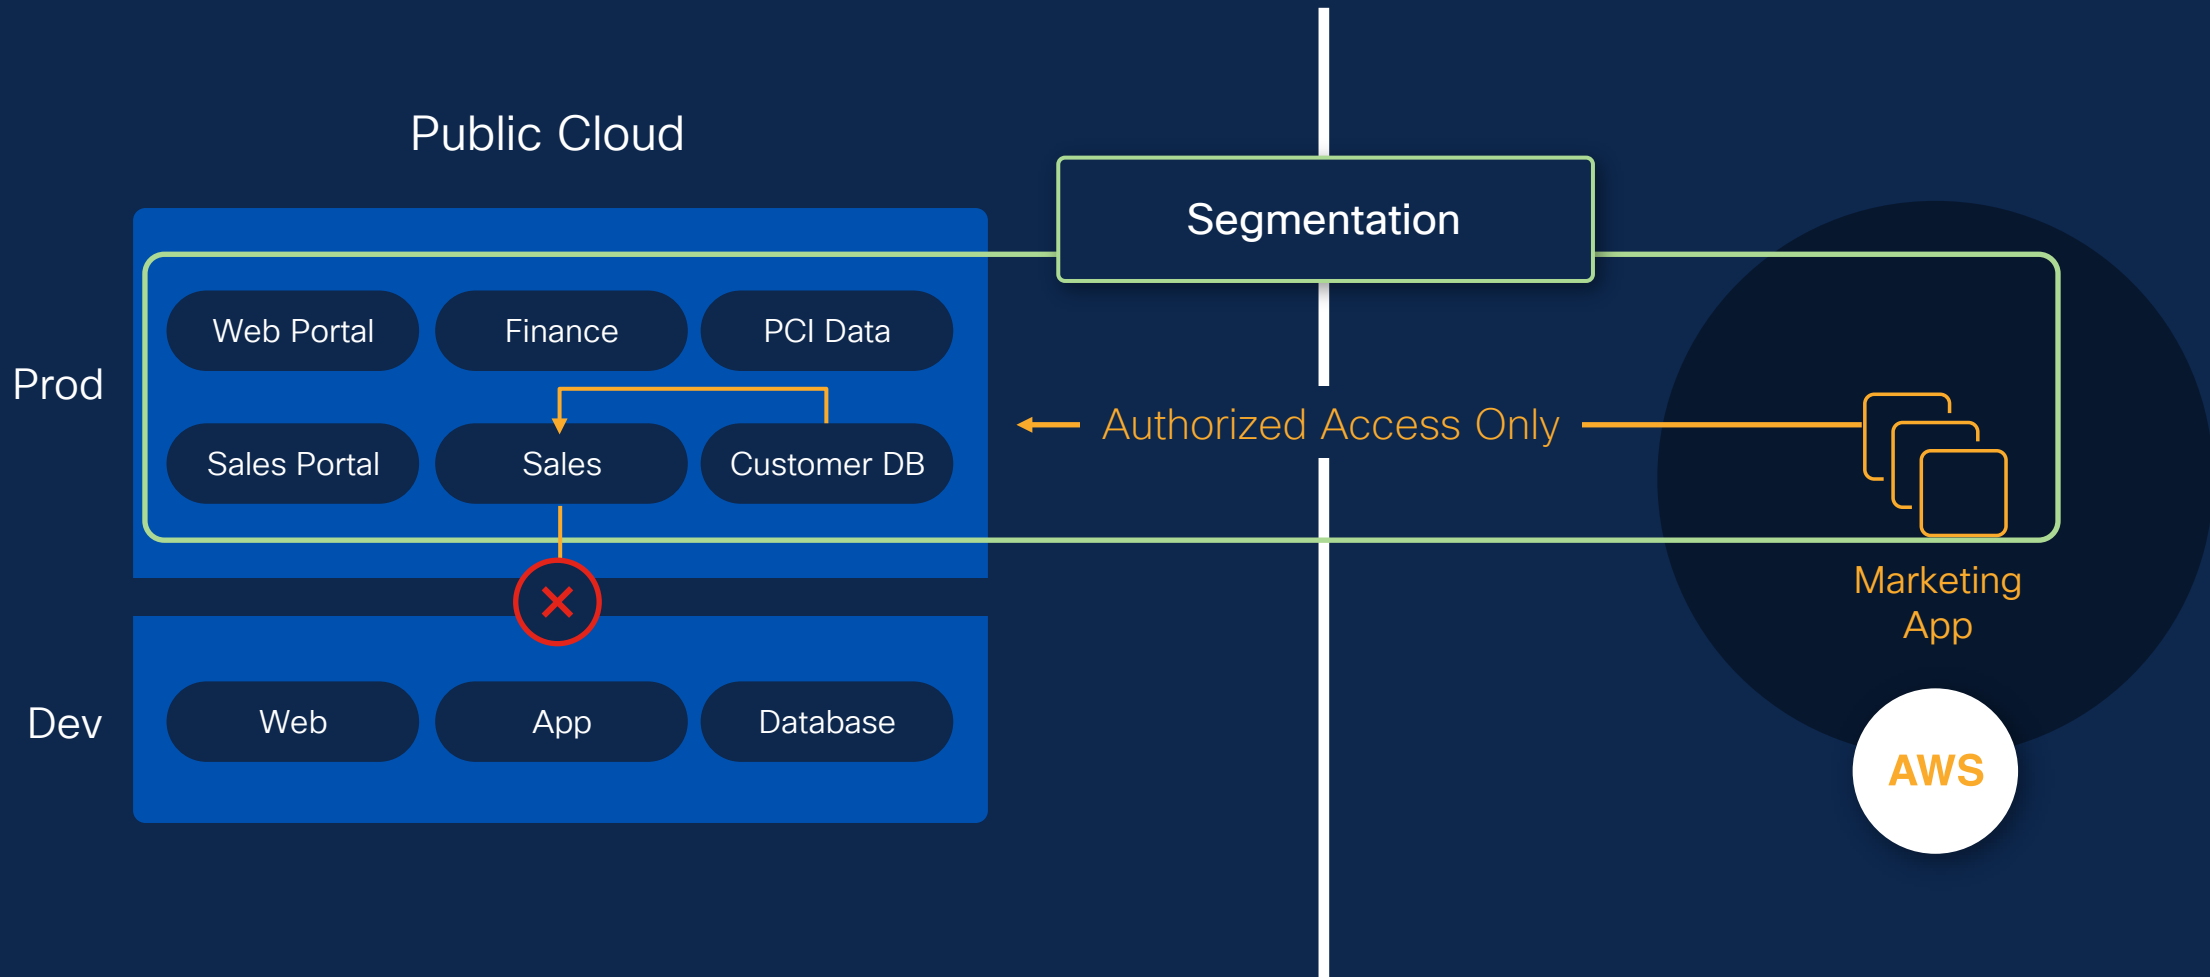 Public Cloud
Segmentation
Prod
Web Portal
Finance
PCI Data
Sales Portal
Sales
Customer DB
Authorized Access Only
Marketing
App
Dev
Web
App
Database
AWS